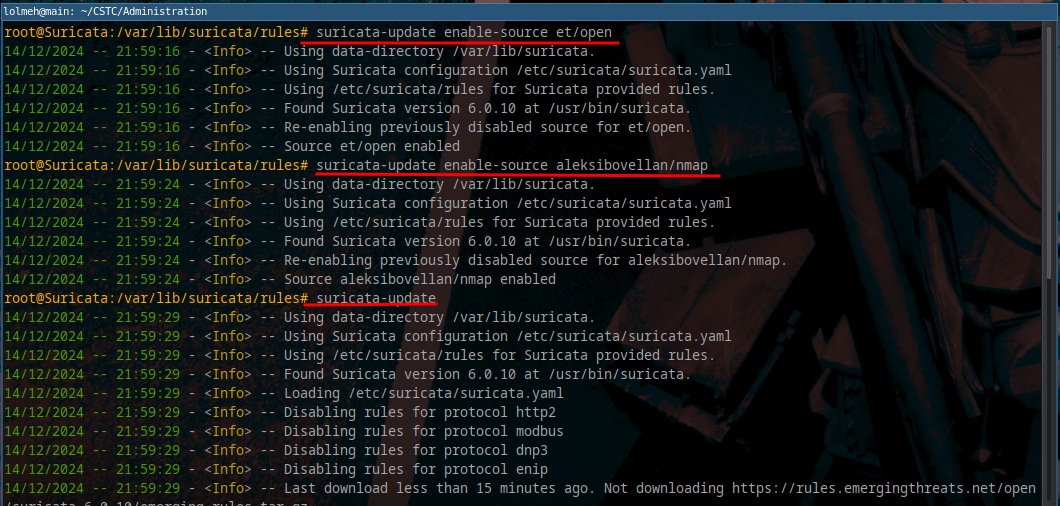 lolmeh@main: ~/CSTC/Administration
root@Suricata:/var/lib/suricata/rules# suricata-update enable-source et/open
14/12/2024 -- 21:59:16 - <Info> -- Using data-directory /var/lib/suricata.
14/12/2024 -- 21:59:16 - <Info> -- Using Suricata configuration /etc/suricata/suricata.yaml
14/12/2024 -- 21:59:16 - <Info> -- Using /etc/suricata/rules for Suricata provided rules.
14/12/2024 -- 21:59:16 - <Info> -- Found Suricata version 6.0.10 at /usr/bin/suricata.
14/12/2024 -- 21:59:16 - <Info> -- Re-enabling previously disabled source for et/open.
14/12/2024 -- 21:59:16 - <Info> -- Source et/open enabled
root@Suricata:/var/lib/suricata/rules# suricata-update enable-source aleksibovellan/nmap
14/12/2024 -- 21:59:24 - <Info> -- Using data-directory /var/lib/suricata.
14/12/2024 -- 21:59:24 - <Info> -- Using Suricata configuration /etc/suricata/suricata.yaml
14/12/2024 -- 21:59:24 - <Info> -- Using /etc/suricata/rules for Suricata provided rules.
14/12/2024 -- 21:59:24 - <Info> -- Found Suricata version 6.0.10 at /usr/bin/suricata.
14/12/2024 -- 21:59:24 - <Info> -- Re-enabling previously disabled source for aleksibovellan/nmap.
14/12/2024 -- 21:59:24 - <Info> -- Source aleksibovellan/nmap enabled
root@Suricata:/var/lib/suricata/rules# suricata-update
14/12/2024 -- 21:59:29 - <Info> -- Using data-directory /var/lib/suricata.
14/12/2024 -- 21:59:29 - <Info> -- Using Suricata configuration /etc/suricata/suricata.yaml
14/12/2024 -- 21:59:29 - <Info> -- Using /etc/suricata/rules for Suricata provided rules.
14/12/2024 -- 21:59:29 - <Info> -- Found Suricata version 6.0.10 at /usr/bin/suricata.
14/12/2024 -- 21:59:29 - <Info> -- Loading /etc/suricata/suricata.yaml
14/12/2024 -- 21:59:29 - <Info> -- Disabling rules for protocol http2
14/12/2024 -- 21:59:29 - <Info> -- Disabling rules for protocol modbus
14/12/2024 -- 21:59:29 - <Info> -- Disabling rules for protocol dnp3
14/12/2024 -- 21:59:29 - <Info> -- Disabling rules for protocol enip
14/12/2024 -- 21:59:29 - <Info> -- Last download less than 15 minutes ago. Not downloading https://rules.emergingthreats.net/open
/suricata-6.0.10/emerging.rules.tar.gz